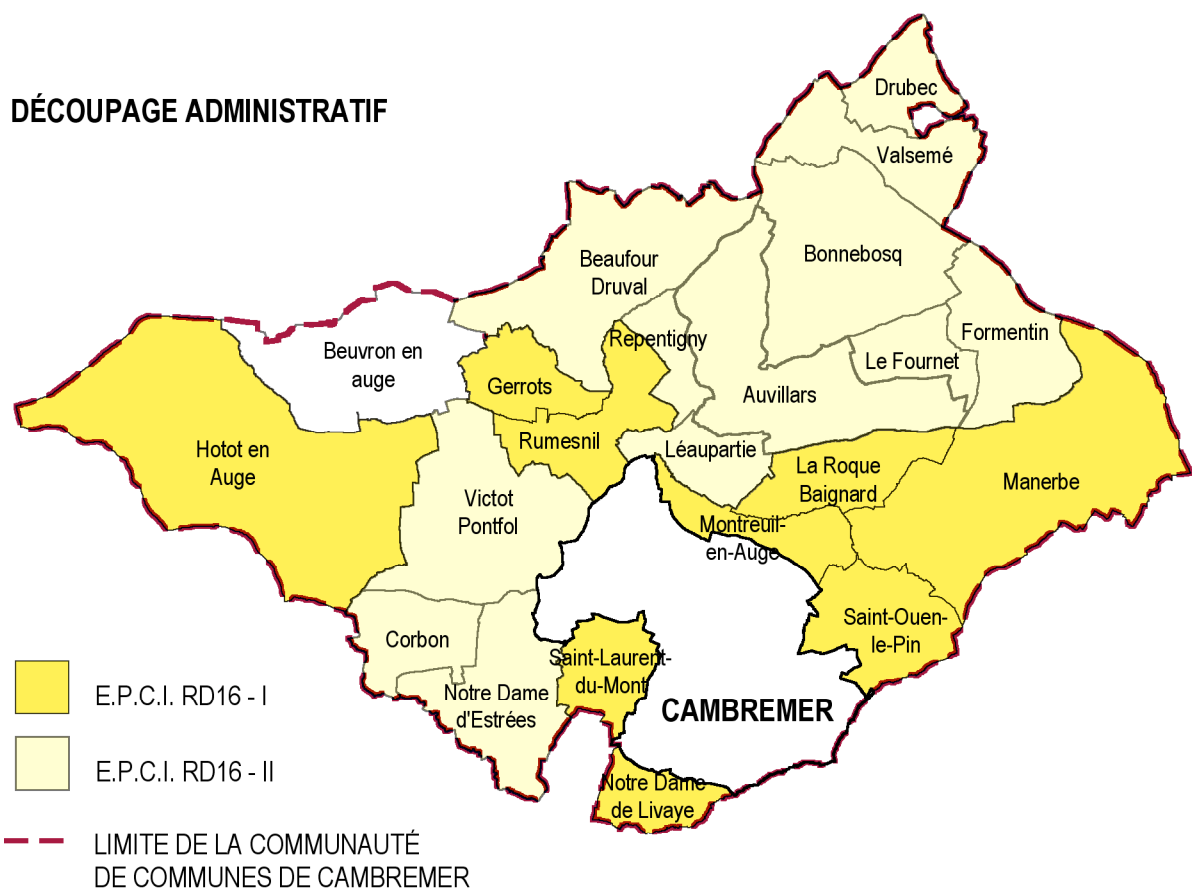 DÉCOUPAGE ADMINISTRATIF
Drubec
Valsemé
Bonnebosq
Beaufour
Druval
Formentin
Repentigny
Beuvron en
auge
Le Fournet
Gerrots
Auvillars
Rumesnil
Léaupartie
Hotot en
Auge
La Roque
Baignard
Manerbe
Victot
Pontfol
Montreuil-
en-Auge
Saint-Ouen-
le-Pin
Corbon
Saint-Laurent-
du-Mont
Notre Dame
d'Estrées
CAMBREMER
Notre Dame
de Livaye
E.P.C.I. RD16 - I
E.P.C.I. RD16 - II
LIMITE DE LA COMMUNAUTÉ
DE COMMUNES DE CAMBREMER